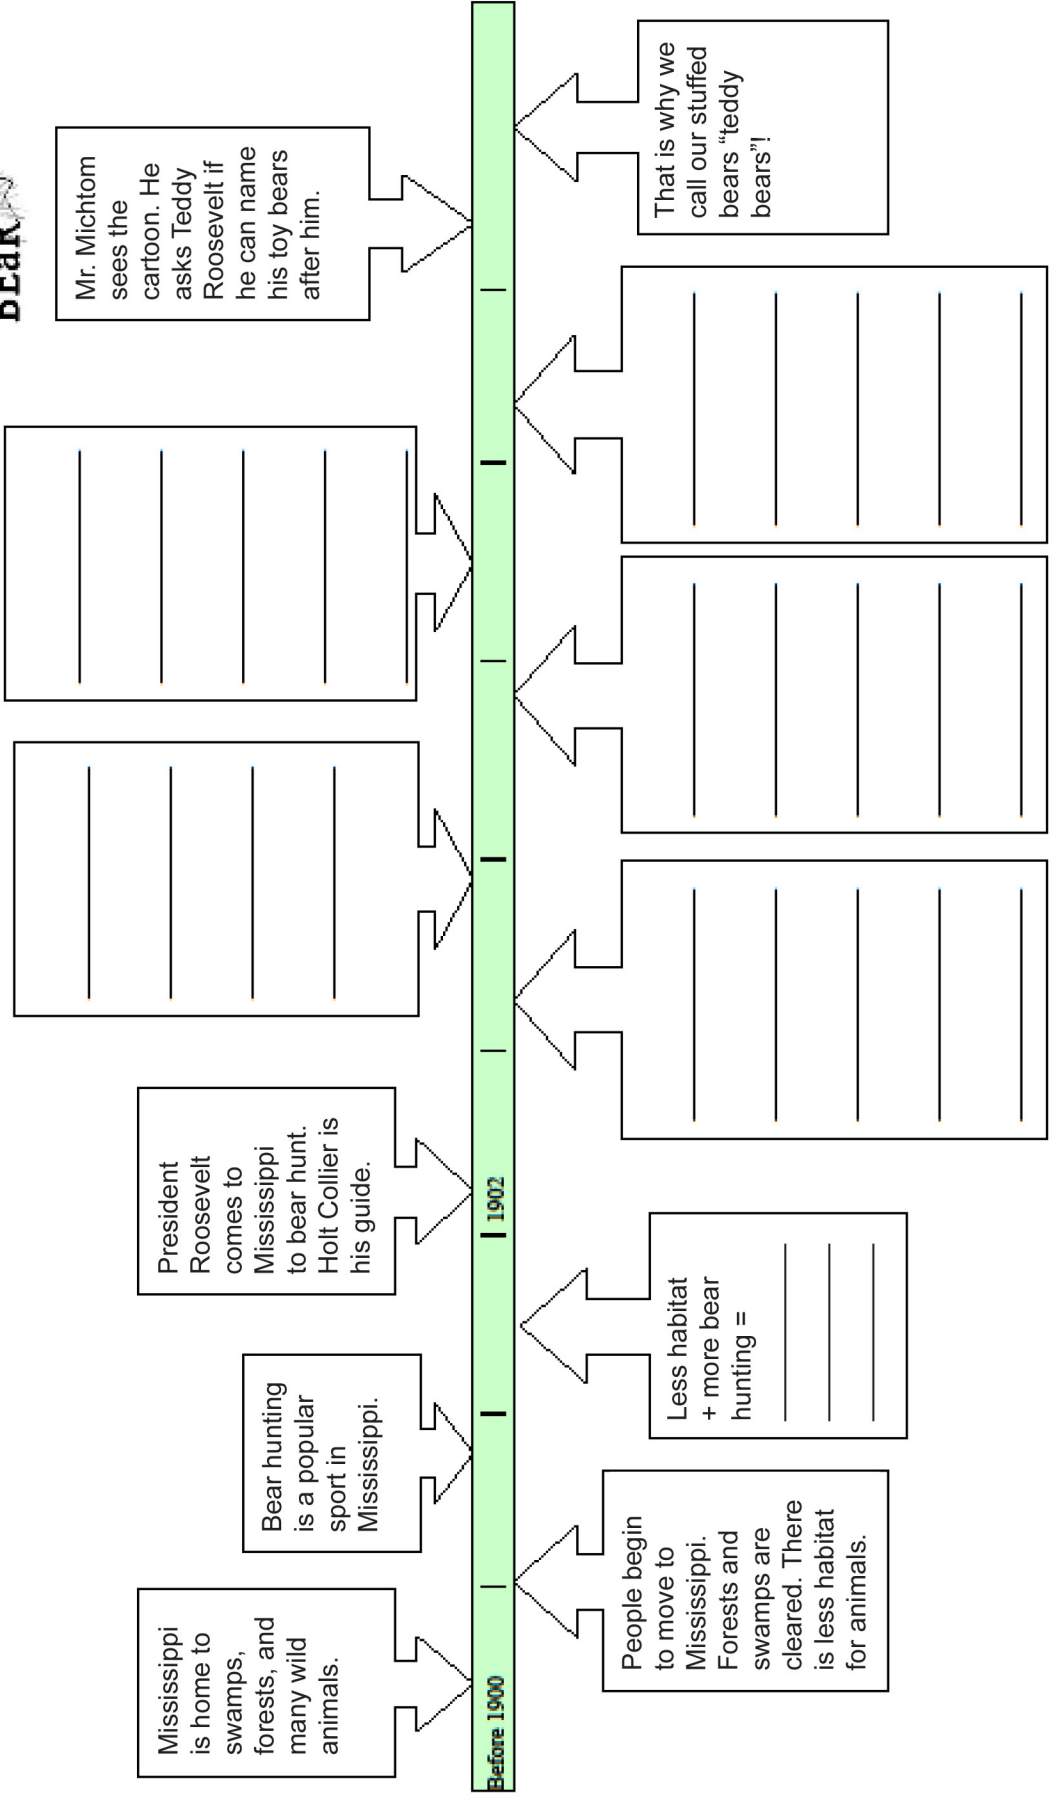 BEaR
Mississippi
is home to
swamps,
forests, and
many wild
animals.
Bear hunting
is a popular
sport in
Mississippi.
President
Roosevelt
comes to
Mississippi
to bear hunt.
Holt Collier is
his guide.
Mr. Michtom
sees the
cartoon. He
asks Teddy
Roosevelt if
he can name
his toy bears
after him.
Before 1900
1902
People begin
to move to
Mississippi.
Forests and
swamps are
cleared. There
is less habitat
for animals.
Less habitat
+ more bear
hunting =
That is why we
call our stuffed
bears “teddy
bears”!